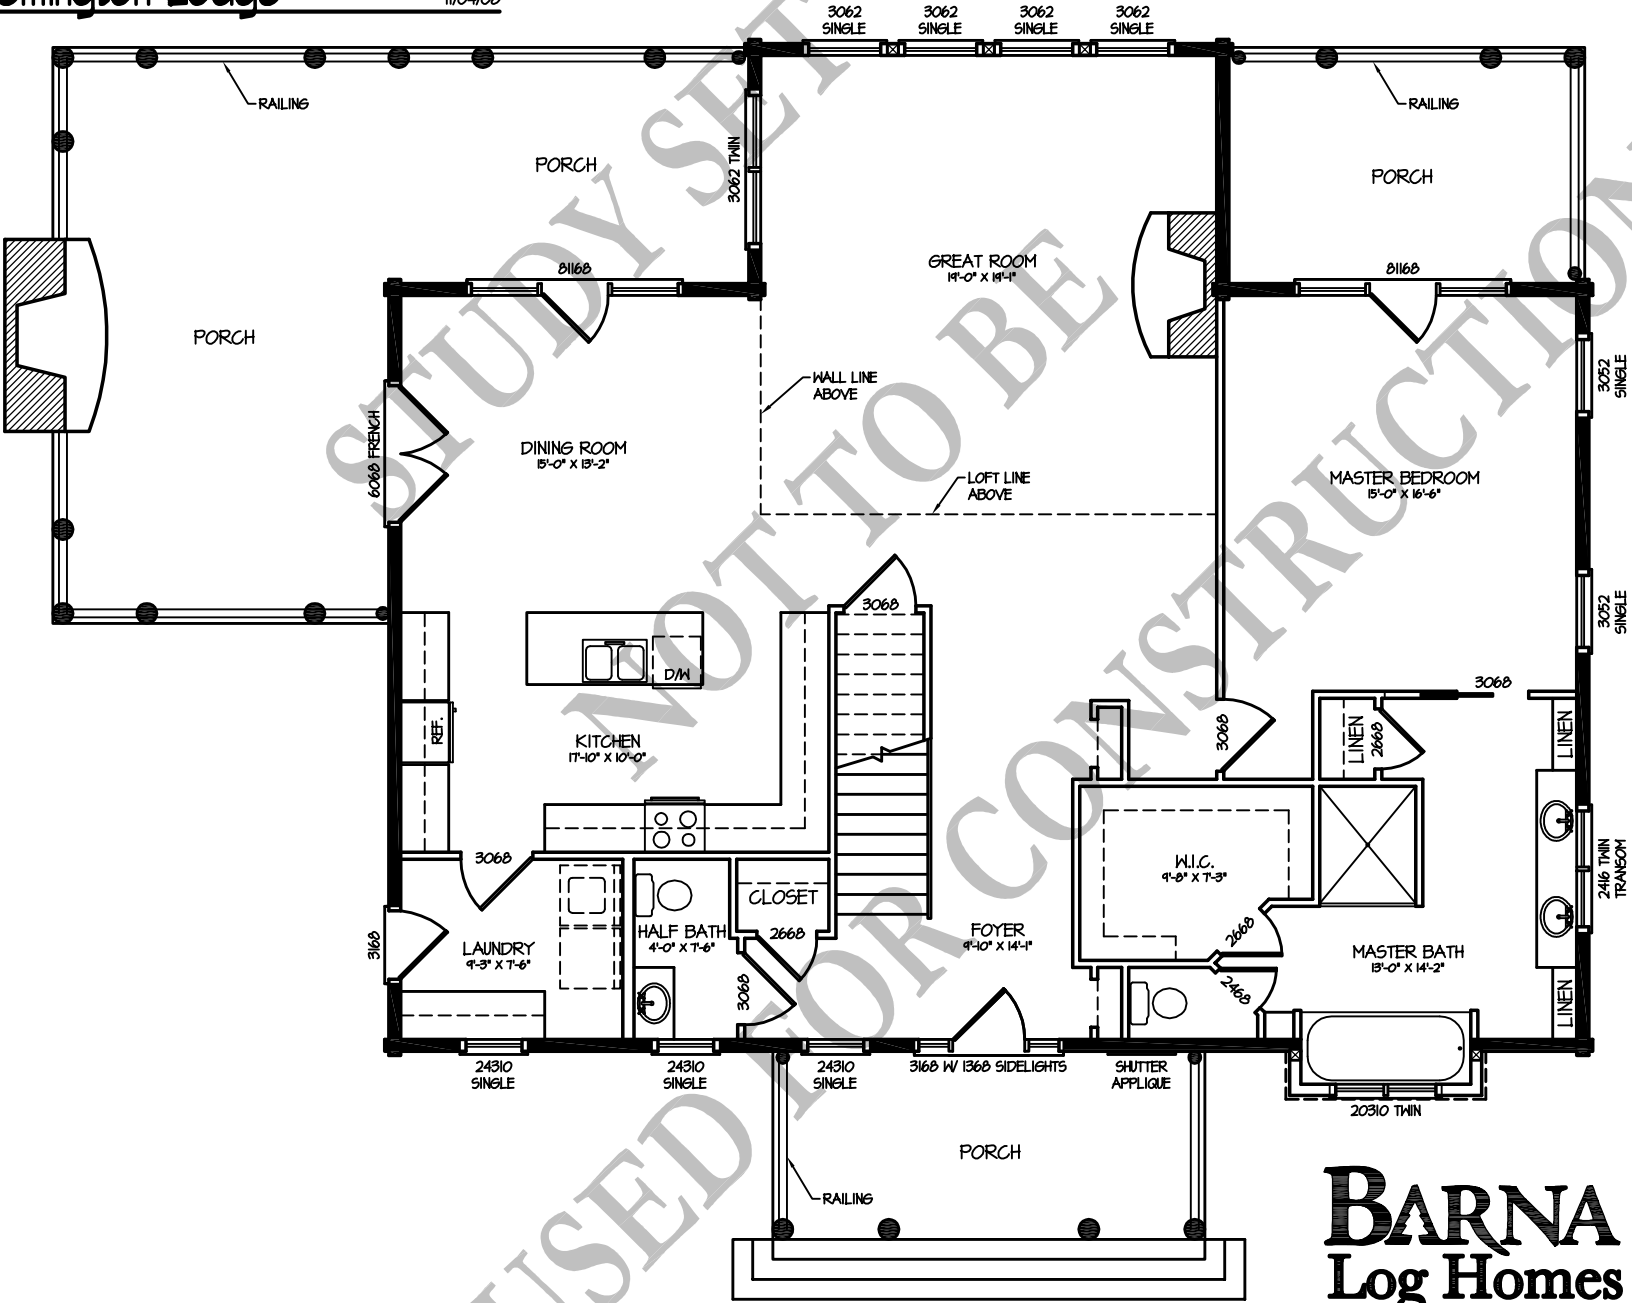 3062
SINGLE
3062
SINGLE
3062
SINGLE
3062
SINGLE
RAILING
RAILING
PORCH
3062 TWIN
PORCH
GREAT ROOM
19'-0" X 19'-1"
81168
81168
PORCH
WALL LINE
ABOVE
3052
SINGLE
6068 FRENCH
DINING ROOM
15'-0" X 13'-2"
LOFT LINE
ABOVE
MASTER BEDROOM
15'-0" X 16'-6"
3068
3052
SINGLE
D/W
3068
REF.
KITCHEN
17'-10" X 10'-0"
3068
LINEN
2668
LINEN
3068
W.I.C.
9'-8" X 7'-3"
2416 TWIN
TRANSOM
CLOSET
3168
LAUNDRY
9'-3" X 7'-6"
HALF BATH
4'-0" X 7'-6"
2668
FOYER
9'-10" X 14'-1"
2668
MASTER BATH
13'-0" X 14'-2"
3068
2468
LINEN
24310
SINGLE
24310
SINGLE
24310
SINGLE
3168 W/ 1368 SIDELIGHTS
SHUTTER
APPLIQUE
20310 TWIN
PORCH
RAILING
STUDY SET
NOT TO BE
USED FOR CONSTRUCTION
BARNA
Log Homes